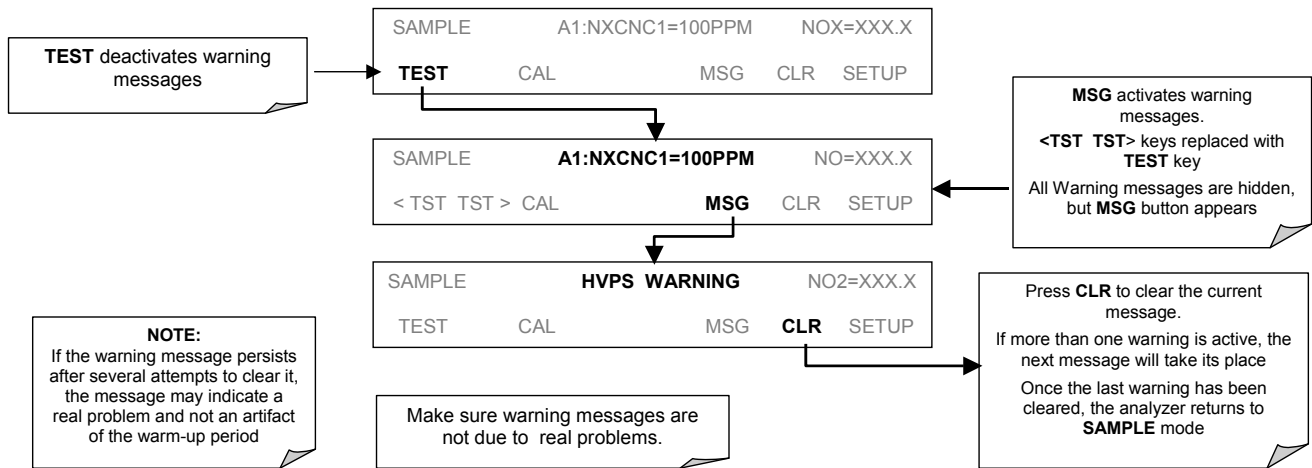 TEST deactivates warning
messages
SAMPLE A1:NXCNC1=100PPM NOX=XXX.X
TEST CAL MSG CLR SETUP
SAMPLE A1:NXCNC1=100PPM NO=XXX.X
< TST TST > CAL MSG CLR SETUP
MSG activates warning
messages.
<TST TST> keys replaced with
TEST key
All Warning messages are hidden,
but MSG button appears
SAMPLE HVPS WARNING NO2=XXX.X
TEST CAL MSG CLR SETUP
NOTE:
If the warning message persists
after several attempts to clear it,
the message may indicate a
real problem and not an artifact
of the warm-up period
Make sure warning messages are
not due to real problems.
Press CLR to clear the current
message.
If more than one warning is active, the
next message will take its place
Once the last warning has been
cleared, the analyzer returns to
SAMPLE mode